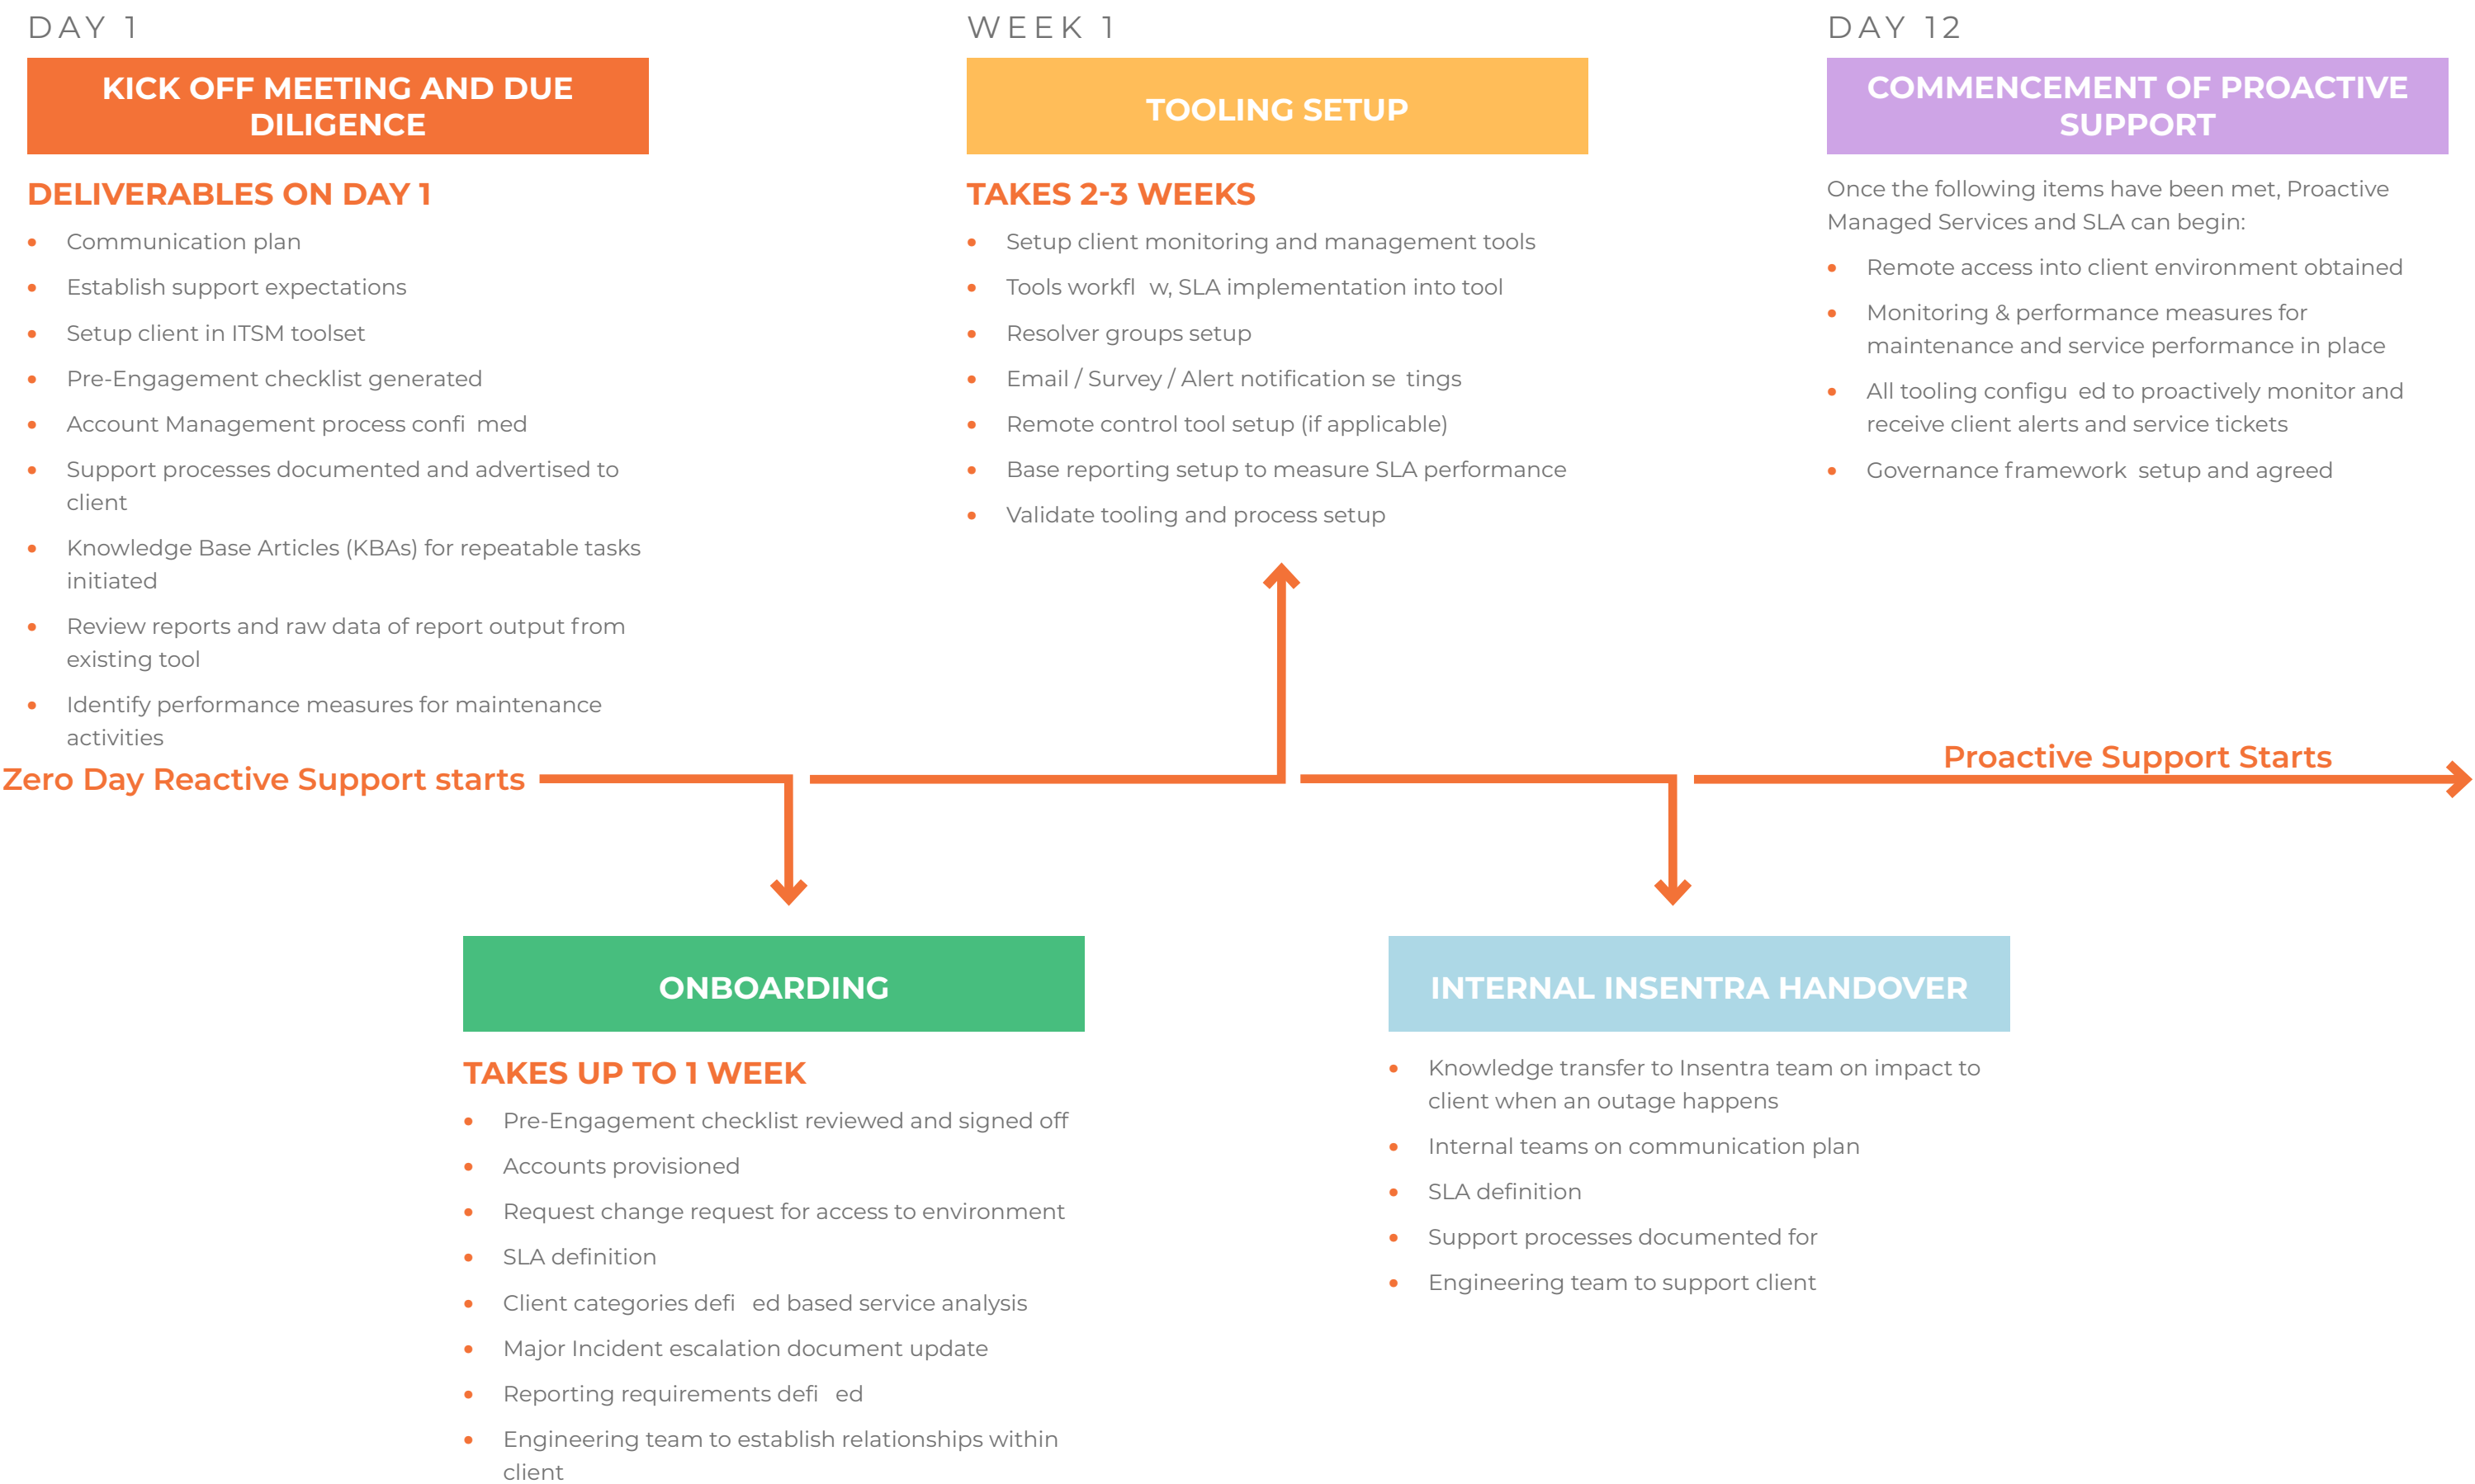 DAY 1
KICK OFF MEETING AND DUE
DILIGENCE
DELIVERABLES ON DAY 1
• Communication plan
• Establish support expectations
• Setup client in ITSM toolset
• Pre-Engagement checklist generated
• Account Management process confi med
• Support processes documented and advertised to
client
• Knowledge Base Articles (KBAs) for repeatable tasks
initiated
• Review reports and raw data of report output from
existing tool
• Identify performance measures for maintenance
activities
WEEK 1
TOOLING SETUP
TAKES 2-3 WEEKS
• Setup client monitoring and management tools
• Tools workfl w, SLA implementation into tool
• Resolver groups setup
• Email / Survey / Alert notification se tings
• Remote control tool setup (if applicable)
• Base reporting setup to measure SLA performance
• Validate tooling and process setup
DAY 12
COMMENCEMENT OF PROACTIVE
SUPPORT
Once the following items have been met, Proactive
Managed Services and SLA can begin:
• Remote access into client environment obtained
• Monitoring & performance measures for
maintenance and service performance in place
• All tooling configu ed to proactively monitor and
receive client alerts and service tickets
• Governance framework setup and agreed
Zero Day Reactive Support starts
Proactive Support Starts
ONBOARDING
TAKES UP TO 1 WEEK
• Pre-Engagement checklist reviewed and signed off
• Accounts provisioned
• Request change request for access to environment
• SLA definition
• Client categories defi ed based service analysis
• Major Incident escalation document update
• Reporting requirements defi ed
• Engineering team to establish relationships within
client
INTERNAL INSENTRA HANDOVER
• Knowledge transfer to Insentra team on impact to
client when an outage happens
• Internal teams on communication plan
• SLA definition
• Support processes documented for
• Engineering team to support client